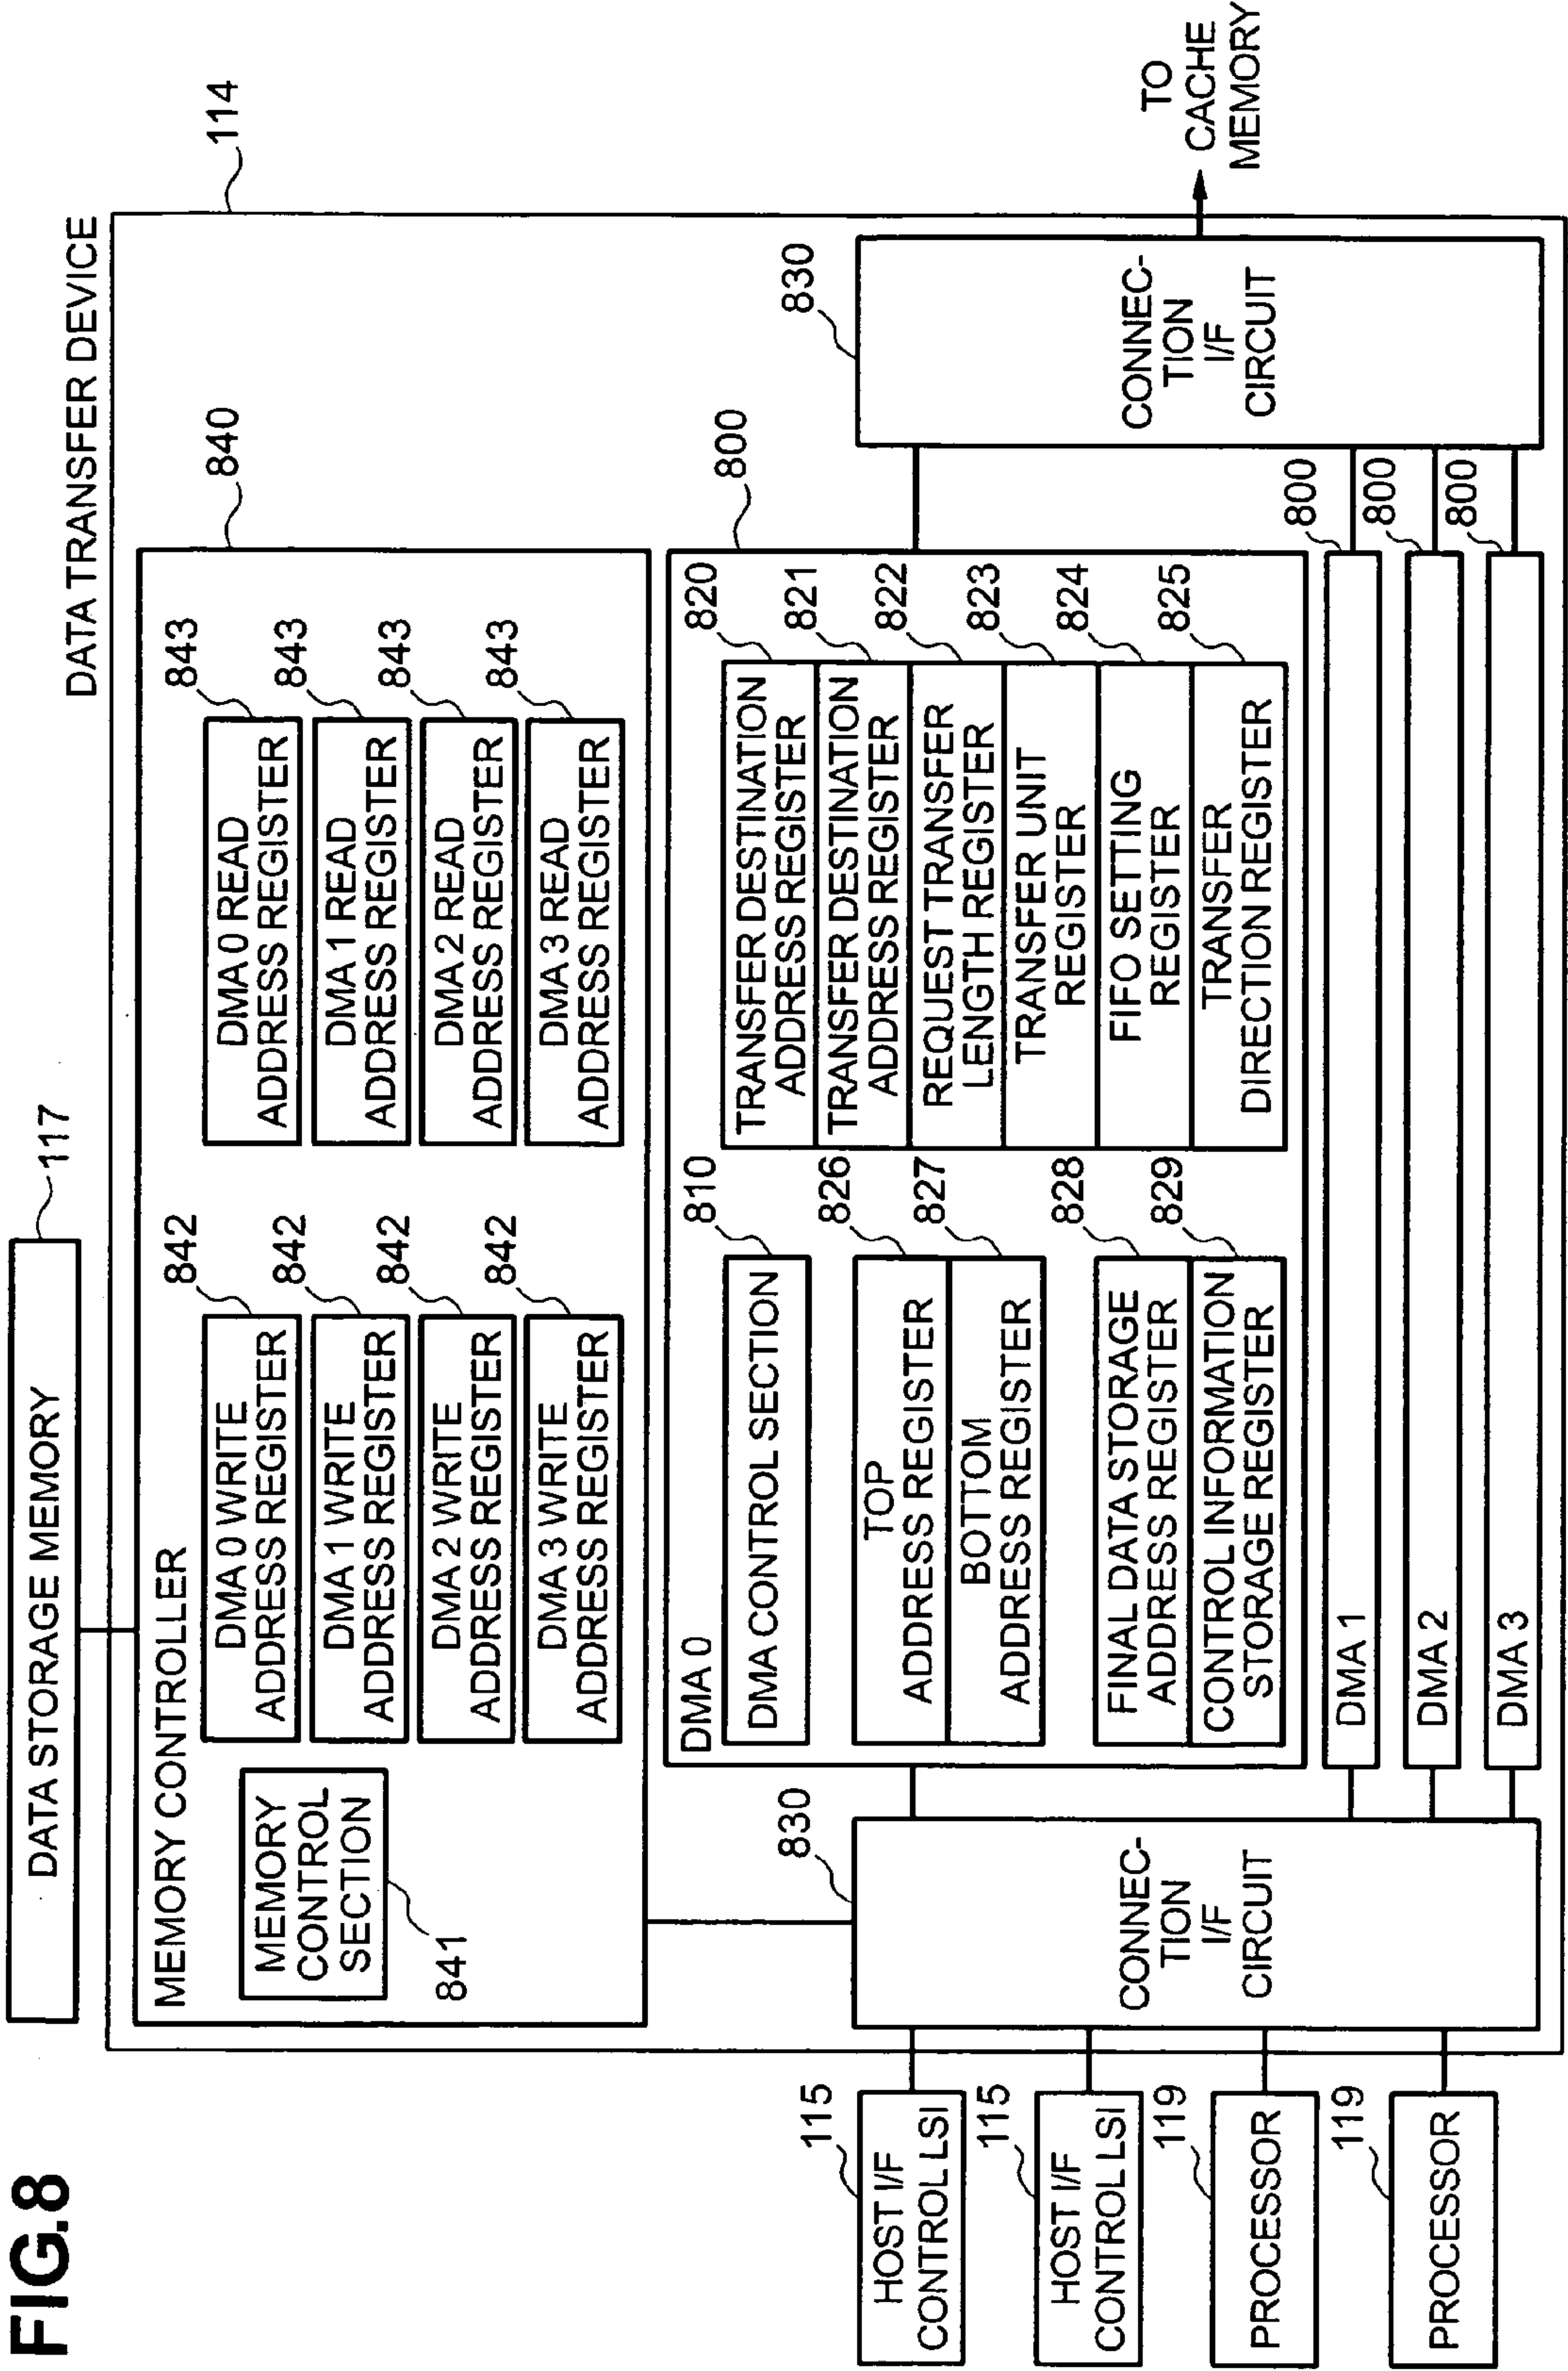 FIG.8
DATA STORAGE MEMORY
117
DATA TRANSFER DEVICE
114
MEMORY CONTROLLER
840
MEMORY
CONTROL
SECTION
841
842
DMA 0 WRITE
ADDRESS REGISTER
842
DMA 1 WRITE
ADDRESS REGISTER
842
DMA 2 WRITE
ADDRESS REGISTER
842
DMA 3 WRITE
ADDRESS REGISTER
843
DMA 0 READ
ADDRESS REGISTER
843
DMA 1 READ
ADDRESS REGISTER
843
DMA 2 READ
ADDRESS REGISTER
843
DMA 3 READ
ADDRESS REGISTER
115
HOST I/F
CONTROL LSI
115
HOST I/F
CONTROL LSI
119
PROCESSOR
119
PROCESSOR
830
CONNEC-
TION
I/F
CIRCUIT
DMA 0
800
810
DMA CONTROL SECTION
826
TOP
ADDRESS REGISTER
827
BOTTOM
ADDRESS REGISTER
828
FINAL DATA STORAGE
ADDRESS REGISTER
829
CONTROL INFORMATION
STORAGE REGISTER
820
TRANSFER DESTINATION
ADDRESS REGISTER
821
TRANSFER DESTINATION
ADDRESS REGISTER
822
REQUEST TRANSFER
LENGTH REGISTER
823
TRANSFER UNIT
REGISTER
824
FIFO SETTING
REGISTER
825
TRANSFER
DIRECTION REGISTER
DMA 1
800
DMA 2
800
DMA 3
800
830
CONNEC-
TION
I/F
CIRCUIT
TO
CACHE
MEMORY